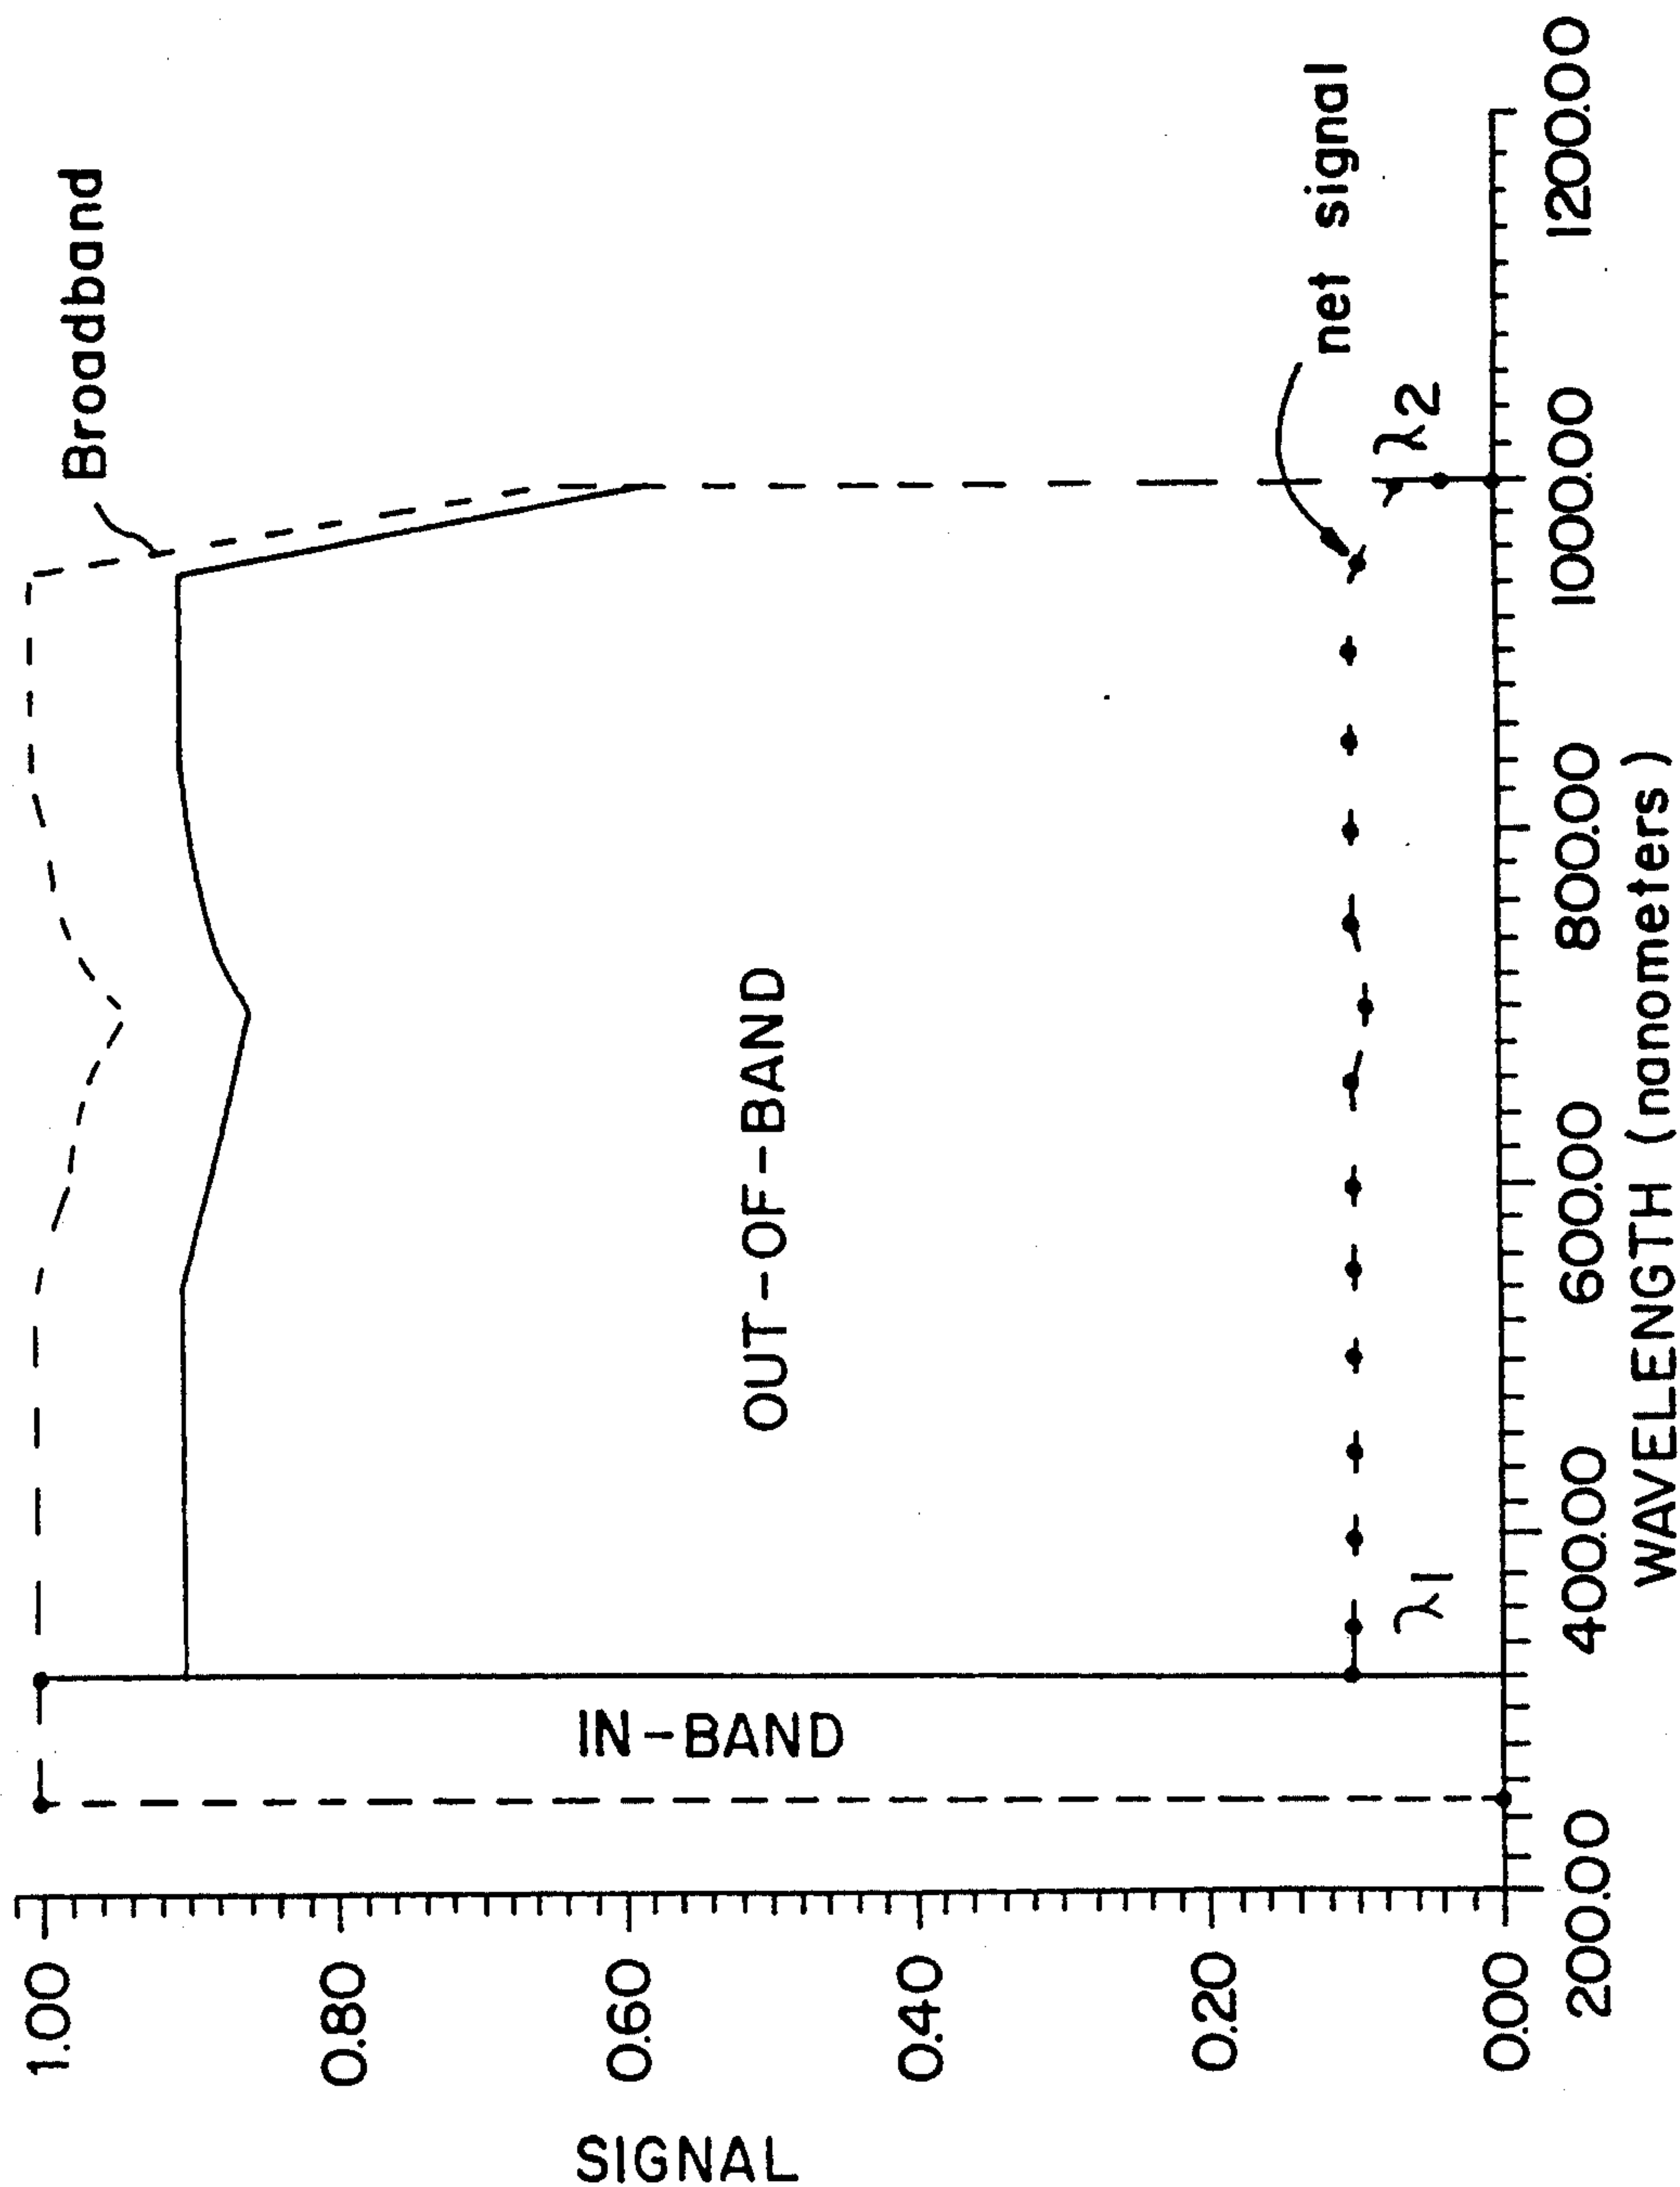 SIGNAL
1.00
0.80
0.60
0.40
0.20
0.00
Broadband
IN-BAND
OUT-OF-BAND
net signal
λ1
λ2
200.00
400.00
600.00
800.00
1000.00
1200.00
WAVELENGTH (nanometers)